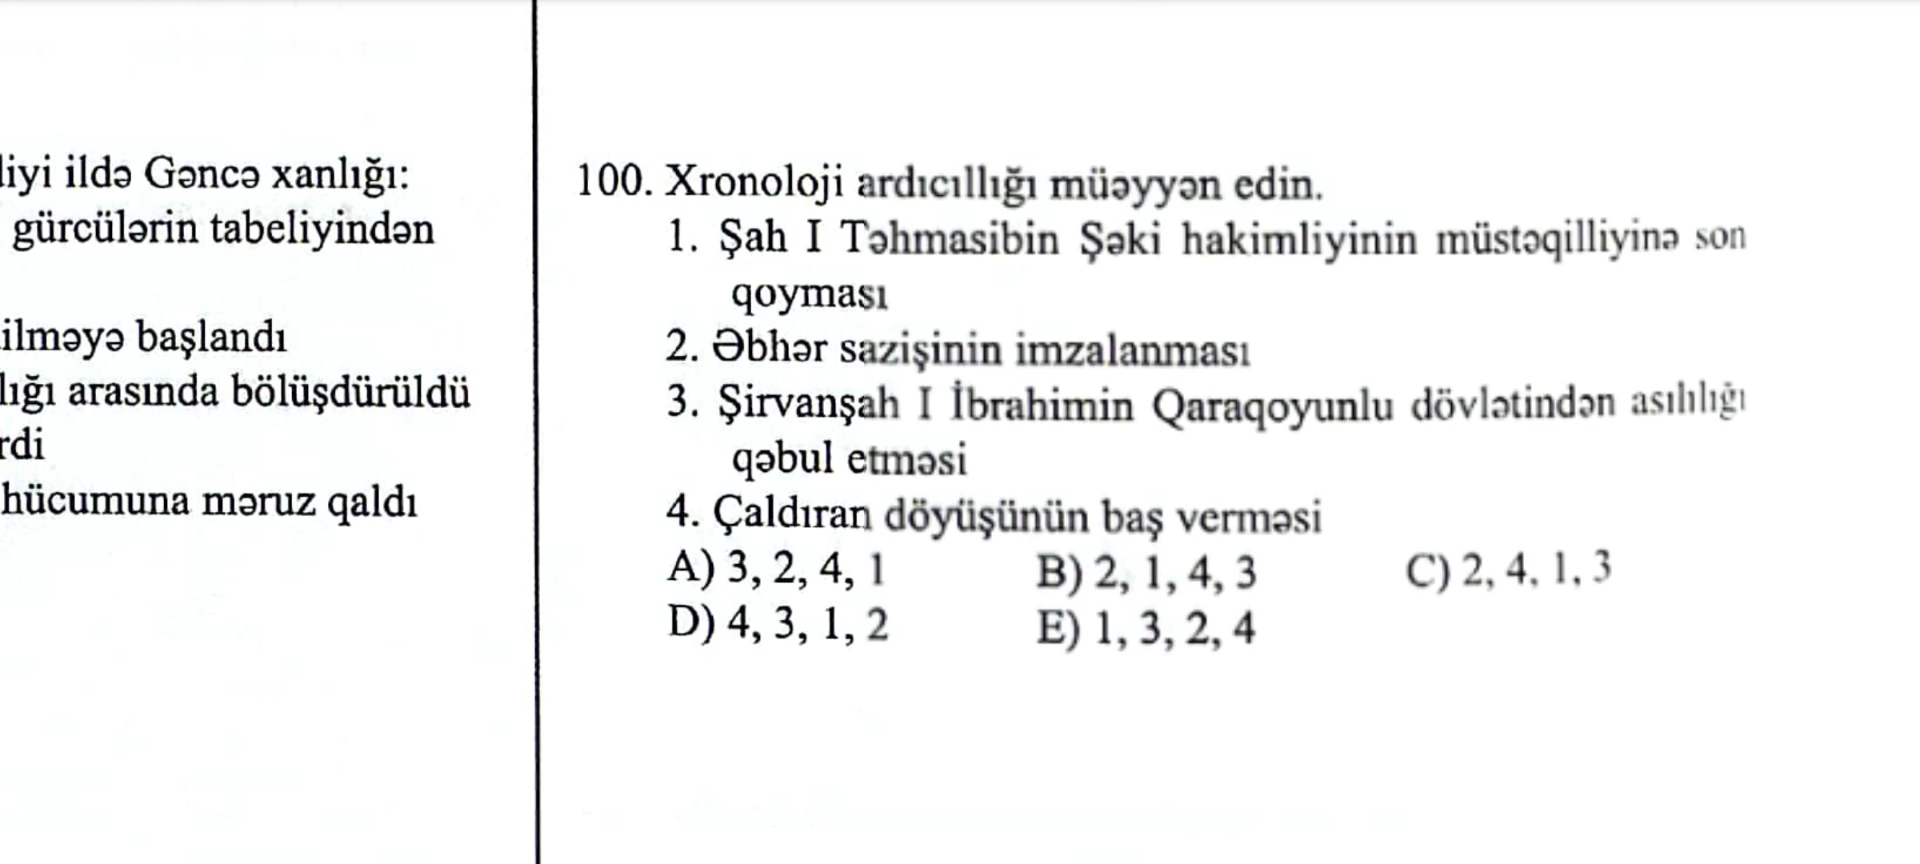 liyi ildə Gəncə xanlığı:
gürcülərin tabeliyindən
ilməyə başlandı
lığı arasında bölüşdürüldü
rdi
hücumuna məruz qaldı
100. Xronoloji ardıcıllığı müəyyən edin.
1. Şah I Təhmasibin Şəki hakimliyinin müstəqilliyinə son
qoyması
2. Əbhər sazişinin imzalanması
3. Şirvanşah I İbrahimin Qaraqoyunlu dövlətindən asılılığı
qəbul etməsi
4. Çaldıran döyüşünün baş verməsi
A) 3, 2, 4, 1 B) 2, 1, 4, 3 C) 2, 4, 1, 3
D) 4, 3, 1, 2 E) 1, 3, 2, 4